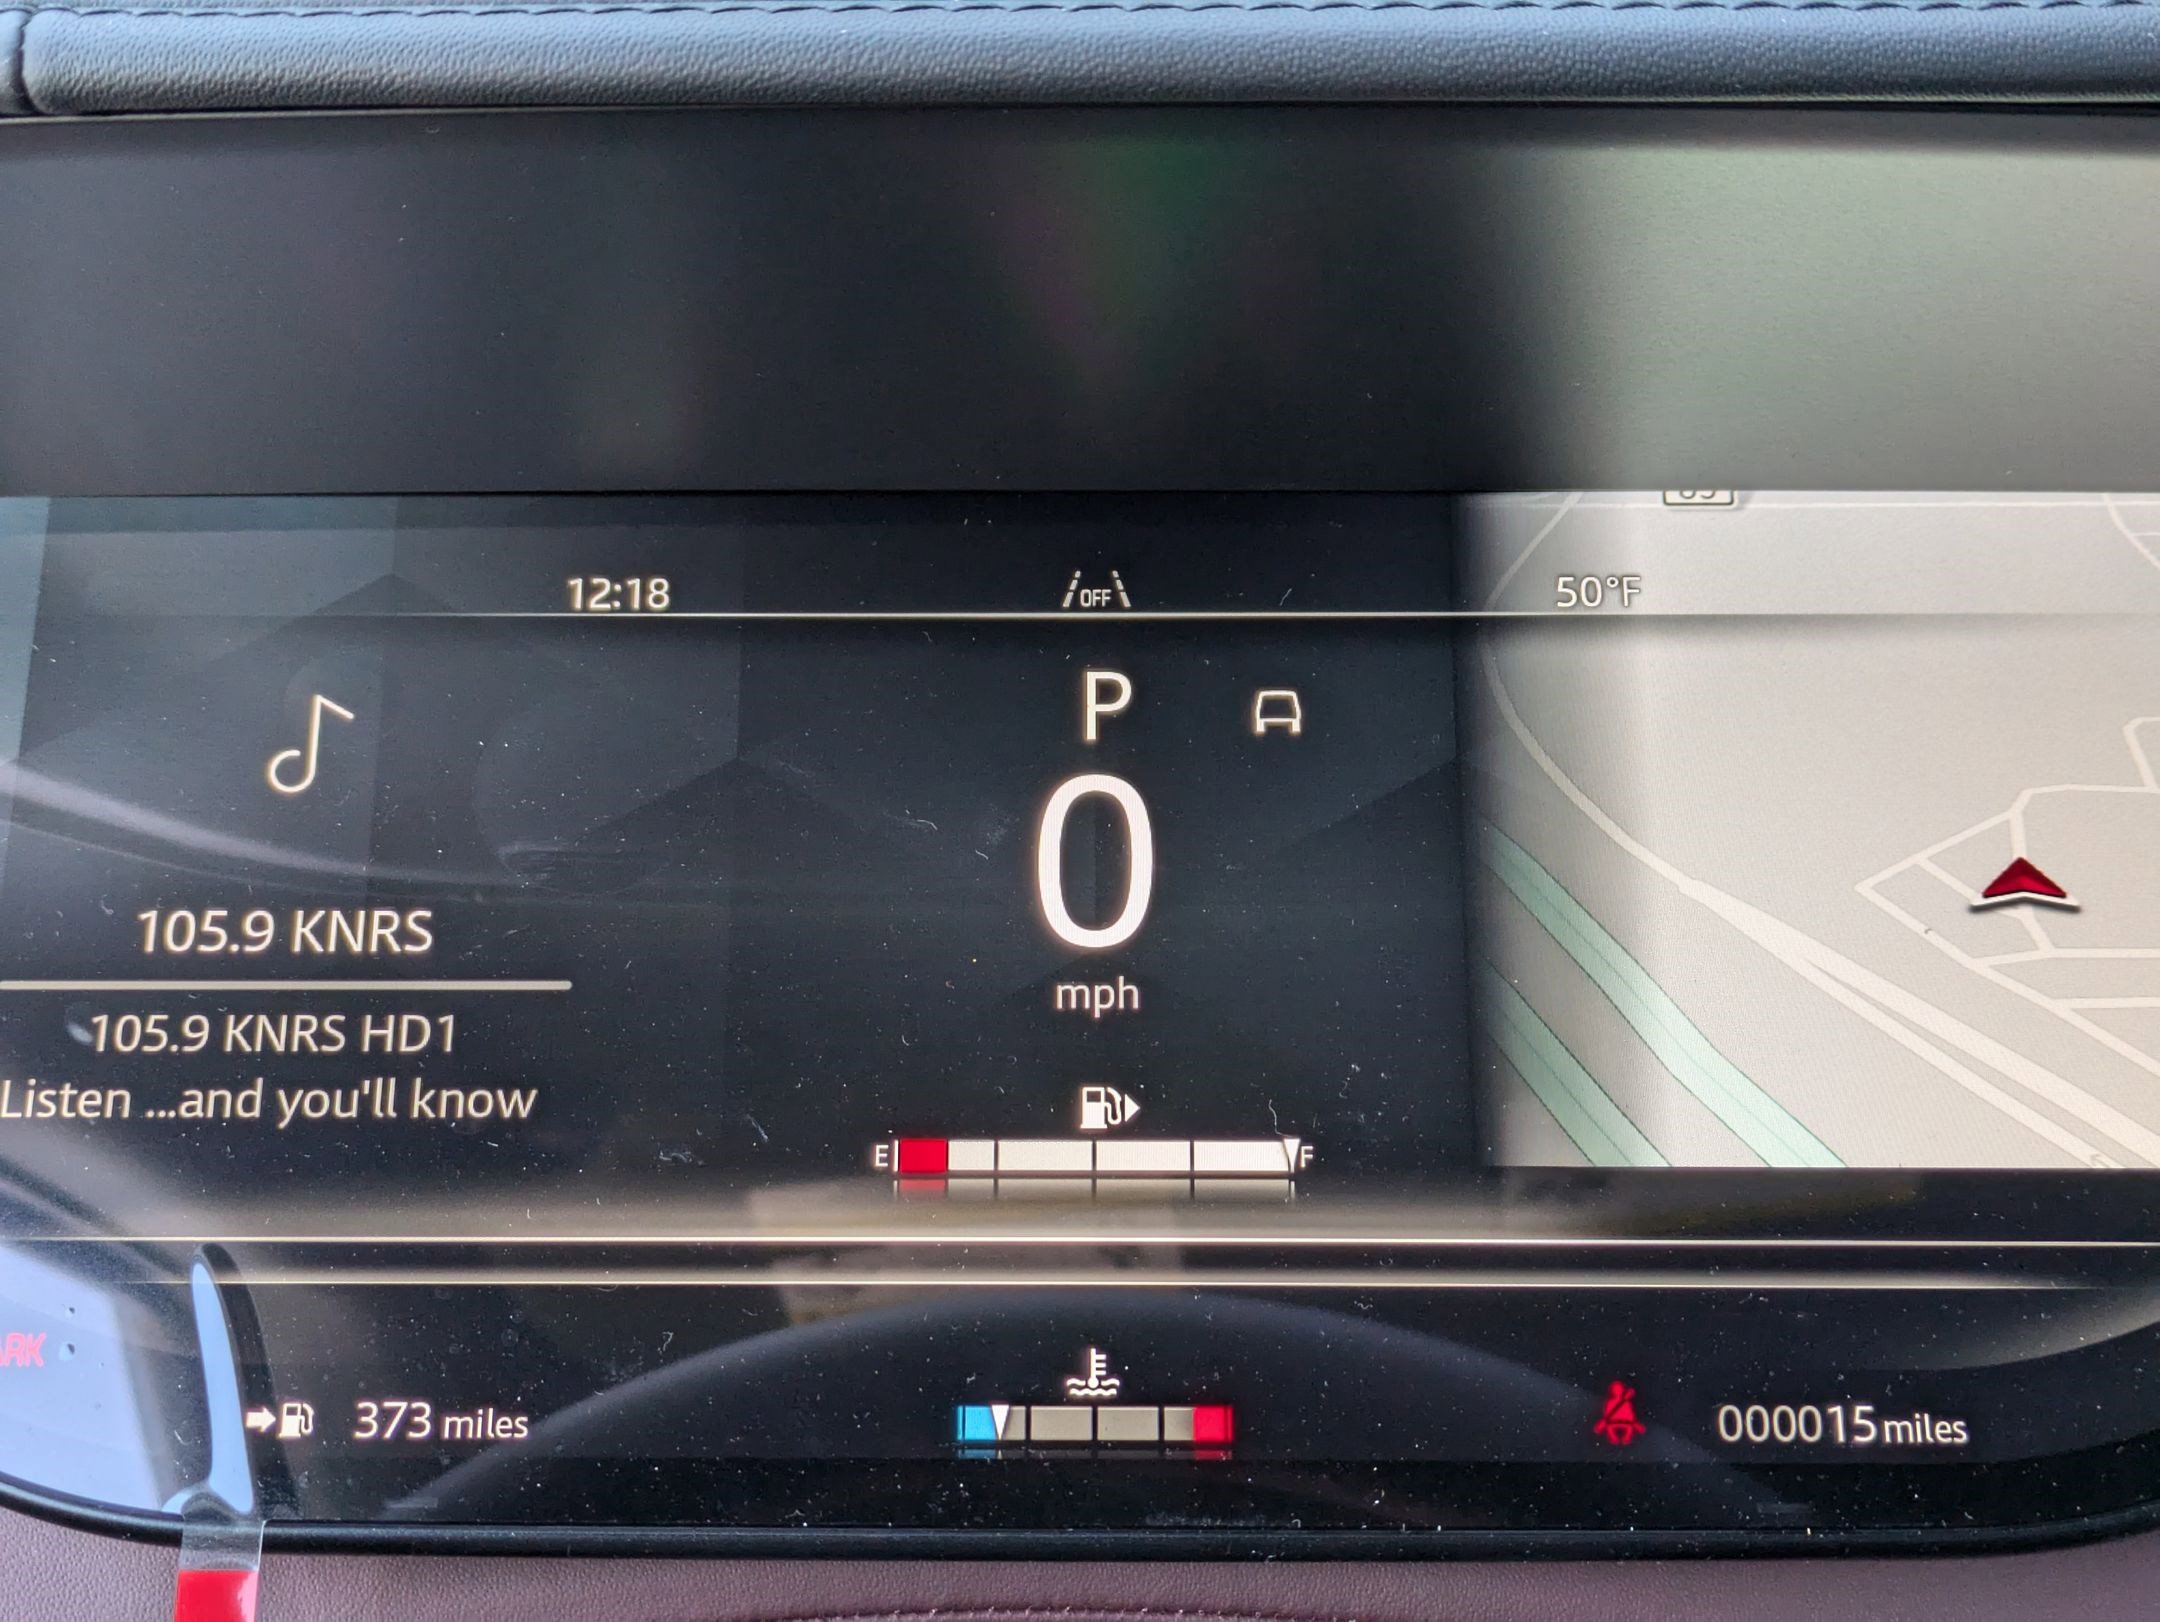 12:18
OFF
50°F
P
0
mph
105.9 KNRS
105.9 KNRS HD1
Listen ...and you'll know
E
F
373 miles
000015 miles